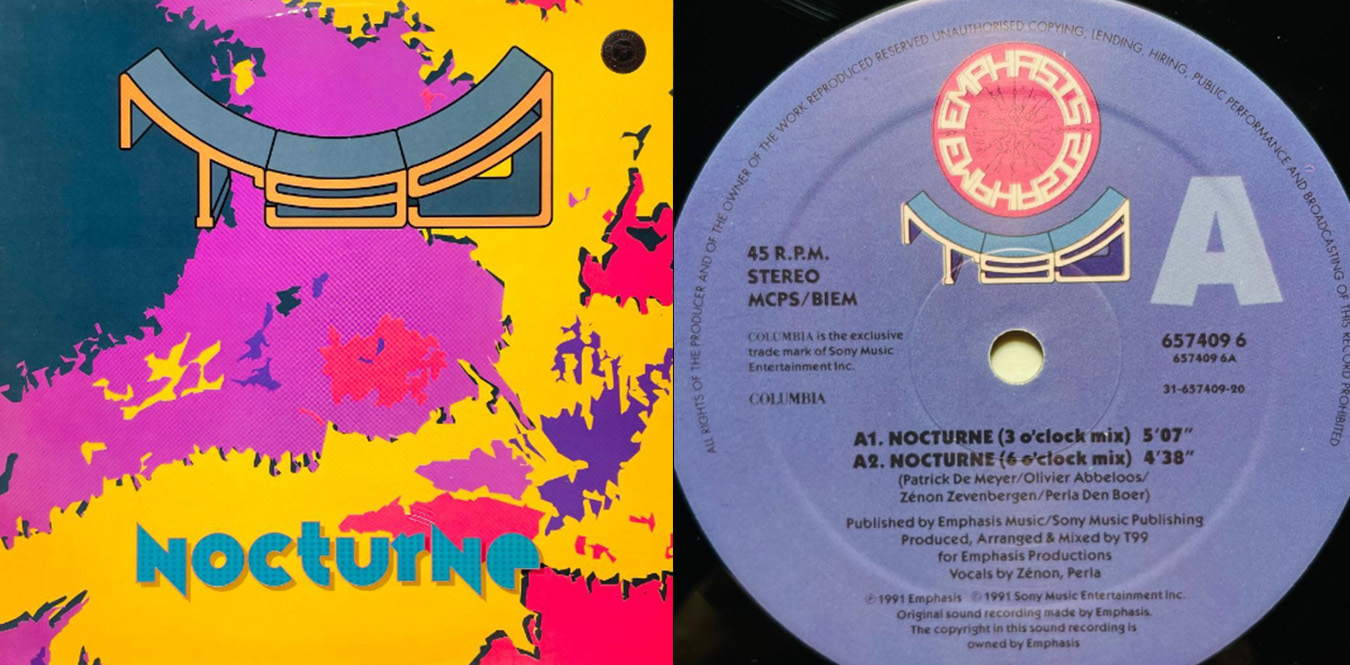 T99
Nocturne
ALL RIGHTS OF THE PRODUCER AND OF THE OWNER OF THE WORK REPRODUCED RESERVED UNAUTHORISED COPYING, LENDING, HIRING, PUBLIC PERFORMANCE AND BROADCASTING OF THIS RECORD PROHIBITED
EMPHASIS EMPHASIS
T99
A
45 R.P.M.
STEREO
MCPS/BIEM
COLUMBIA is the exclusive
trade mark of Sony Music
Entertainment Inc.
COLUMBIA
657409 6
657409 6A
31-657409-20
A1. NOCTURNE (3 o'clock mix) 5'07"
A2. NOCTURNE (6 o'clock mix) 4'38"
(Patrick De Meyer/Olivier Abbeloos/
Zénon Zevenbergen/Perla Den Boer)
Published by Emphasis Music/Sony Music Publishing
Produced, Arranged & Mixed by T99
for Emphasis Productions
Vocals by Zénon, Perla
℗ 1991 Emphasis © 1991 Sony Music Entertainment Inc.
Original sound recording made by Emphasis.
The copyright in this sound recording is
owned by Emphasis